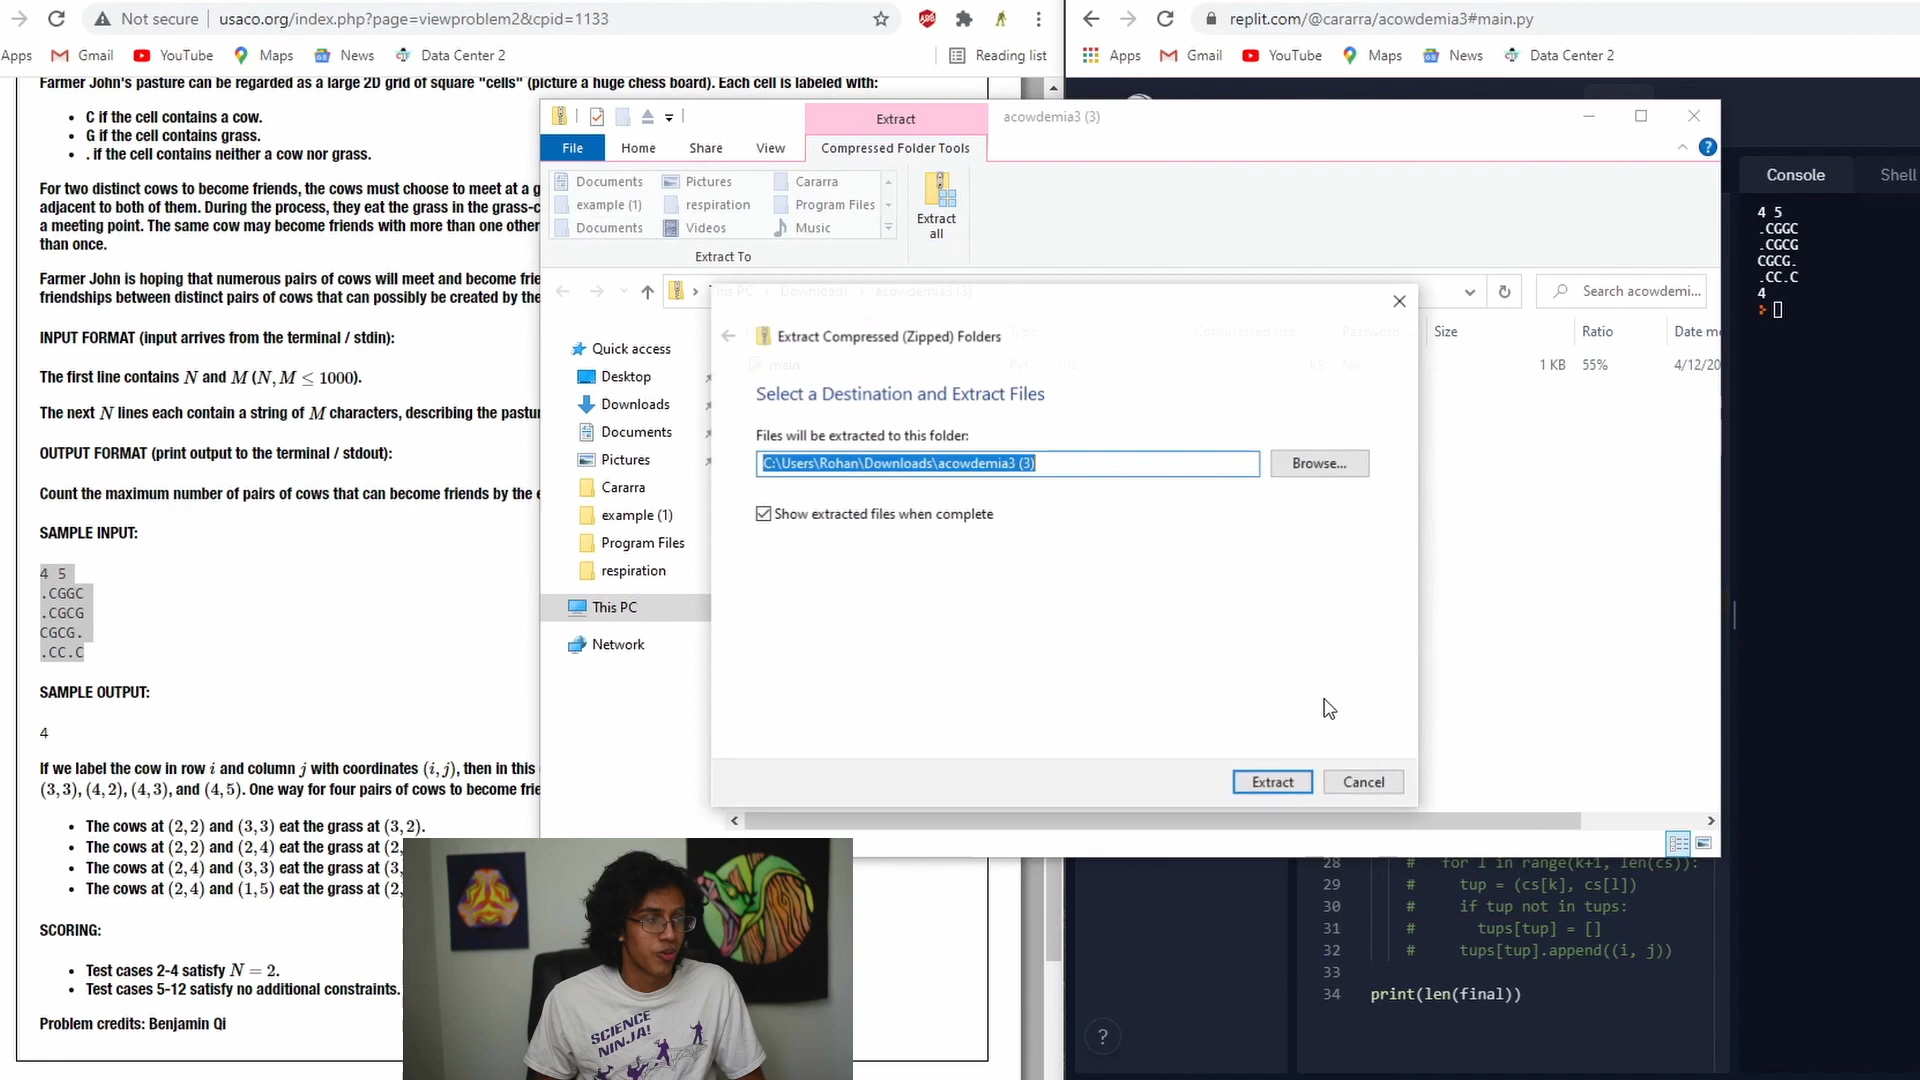 Not secure usaco.org/index.php?page=viewproblem2&cpid=1133
replit.com/@cararra/acowdemia3#main.py
Apps Gmail YouTube Maps News Data Center 2 Reading list
Apps Gmail YouTube Maps News Data Center 2
Farmer John's pasture can be regarded as a large 2D grid of square "cells" (picture a huge chess board). Each cell is labeled with:
C if the cell contains a cow.
G if the cell contains grass.
. if the cell contains neither a cow nor grass.
For two distinct cows to become friends, the cows must choose to meet at a g
adjacent to both of them. During the process, they eat the grass in the grass-c
a meeting point. The same cow may become friends with more than one other
than once.
Farmer John is hoping that numerous pairs of cows will meet and become frie
friendships between distinct pairs of cows that can possibly be created by the
INPUT FORMAT (input arrives from the terminal / stdin):
The first line contains N and M (N, M ≤ 1000).
The next N lines each contain a string of M characters, describing the pastur
OUTPUT FORMAT (print output to the terminal / stdout):
Count the maximum number of pairs of cows that can become friends by the e
SAMPLE INPUT:
4 5
.CGGC
.CGCG
CGCG.
.CC.C
SAMPLE OUTPUT:
4
If we label the cow in row i and column j with coordinates (i, j), then in this
(3, 3), (4, 2), (4, 3), and (4, 5). One way for four pairs of cows to become frie
The cows at (2, 2) and (3, 3) eat the grass at (3, 2).
The cows at (2, 2) and (2, 4) eat the grass at (2,
The cows at (2, 4) and (3, 3) eat the grass at (3,
The cows at (2, 4) and (1, 5) eat the grass at (2,
SCORING:
Test cases 2-4 satisfy N = 2.
Test cases 5-12 satisfy no additional constraints.
Problem credits: Benjamin Qi
Extract acowdemia3 (3)
File Home Share View Compressed Folder Tools
Documents Pictures Cararra
example (1) respiration Program Files
Documents Videos Music
Extract all
Extract To
This PC Downloads acowdemia3 (3) Search acowdemi...
Type Compressed size Password ... Size Ratio Date mo
main No 1 KB 55% 4/12/20
Quick access
Desktop
Downloads
Documents
Pictures
Cararra
example (1)
Program Files
respiration
This PC
Network
Extract Compressed (Zipped) Folders
Select a Destination and Extract Files
Files will be extracted to this folder:
C:\Users\Rohan\Downloads\acowdemia3 (3) Browse...
Show extracted files when complete
Extract Cancel
Console Shell
4 5
.CGGC
.CGCG
CGCG.
.CC.C
4
28 # for l in range(k+1, len(cs)):
29 # tup = (cs[k], cs[l])
30 # if tup not in tups:
31 # tups[tup] = []
32 # tups[tup].append((i, j))
33
34 print(len(final))
?
SCIENCE
NINJA!